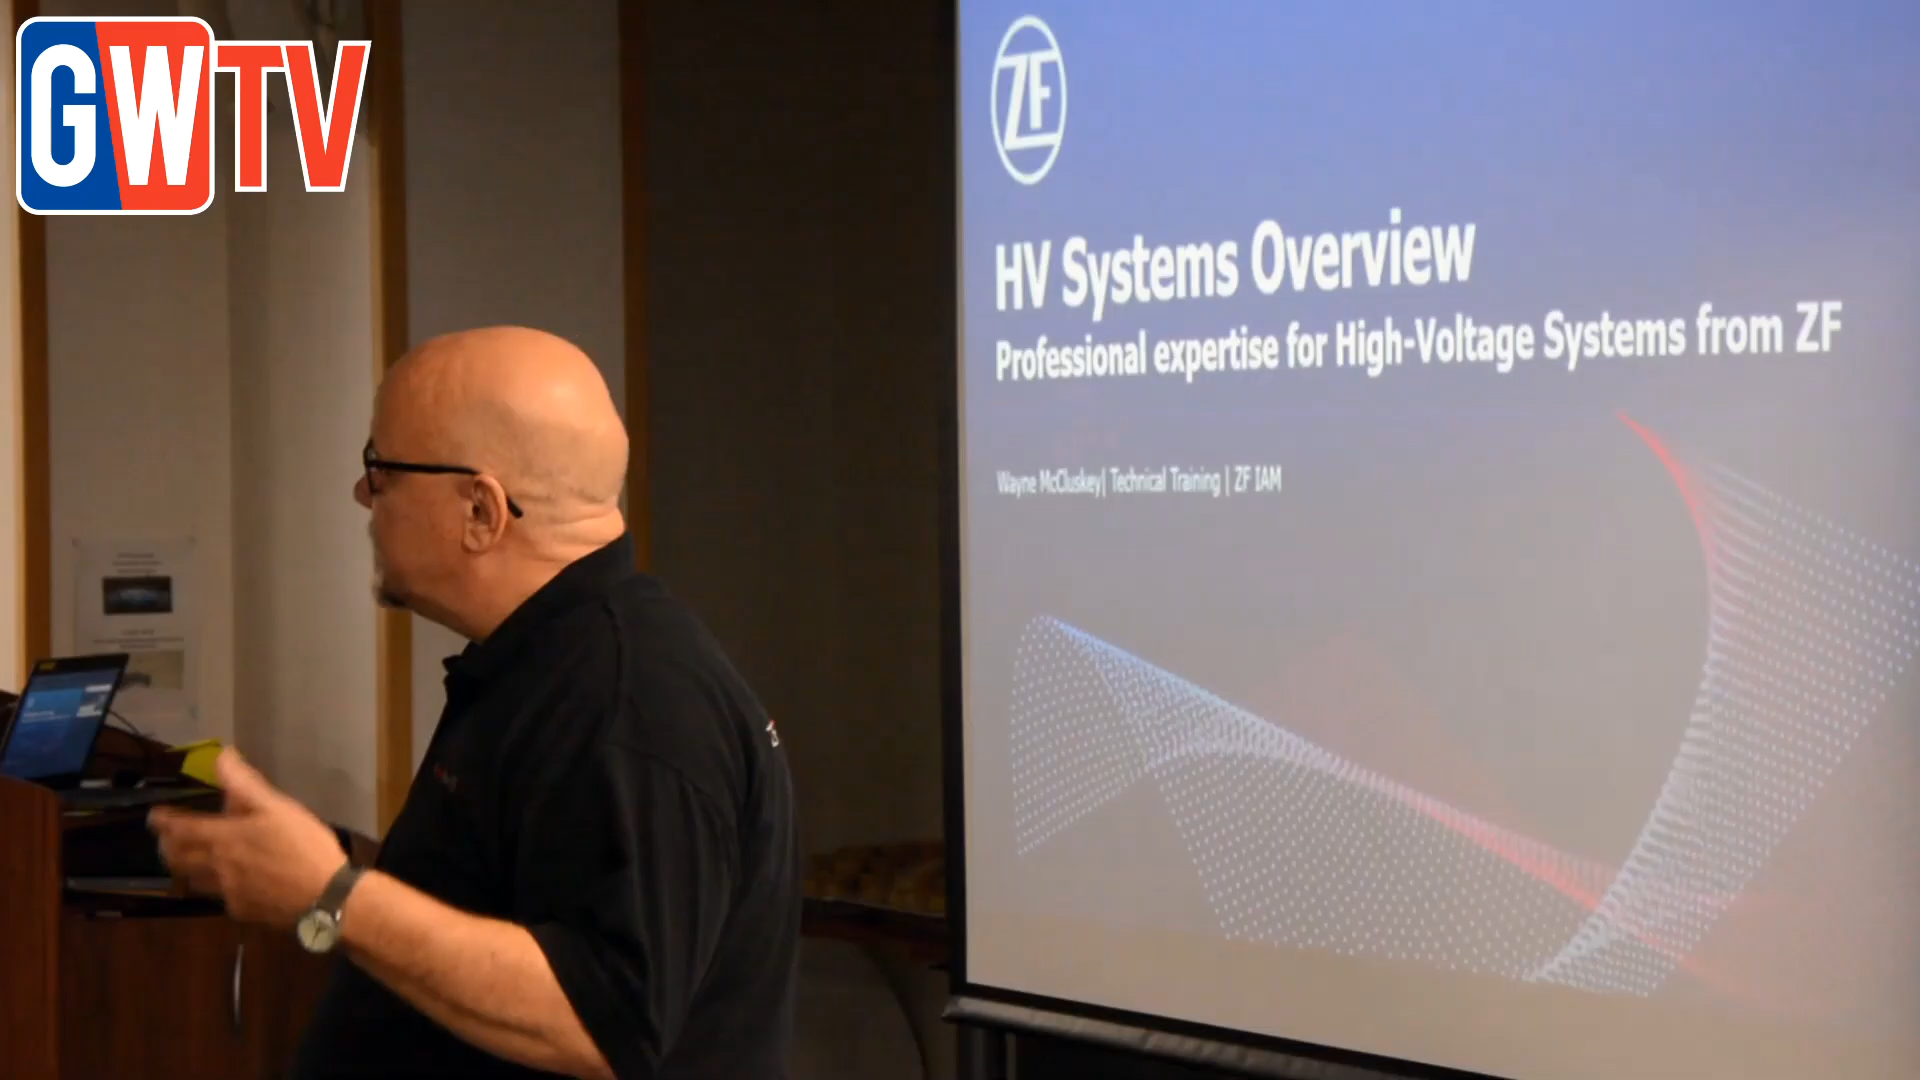 GWTV
ZF
HV Systems Overview
Professional expertise for High-Voltage Systems from ZF
Wayne McCluskey| Technical Training | ZF IAM